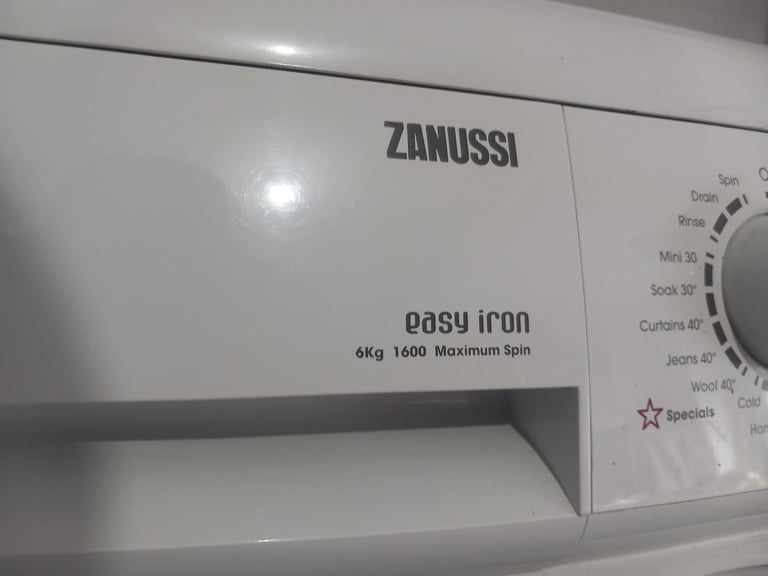 ZANUSSI
easy iron
6Kg 1600 Maximum Spin
Spin
Drain
Rinse
Mini 30
Soak 30°
Curtains 40°
Jeans 40°
Wool 40°
Cold
Specials